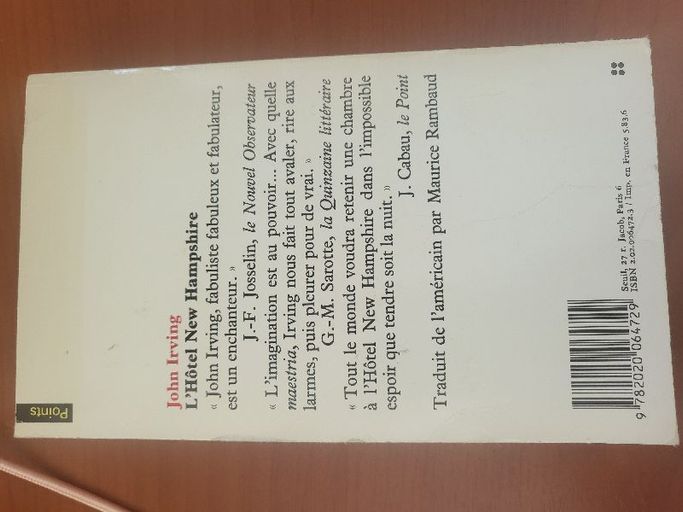 Points
John Irving
L'Hôtel New Hampshire
« John Irving, fabuliste fabuleux et fabulateur,
est un enchanteur. »
J.-F. Josselin, le Nouvel Observateur
« L'imagination est au pouvoir... Avec quelle
maestria, Irving nous fait tout avaler, rire aux
larmes, puis pleurer pour de vrai. »
G.-M. Sarotte, la Quinzaine littéraire
« Tout le monde voudra retenir une chambre
à l'Hôtel New Hampshire dans l'impossible
espoir que tendre soit la nuit. »
J. Cabau, le Point
Traduit de l'américain par Maurice Rambaud
9 782020 064729
Seuil, 27 r. Jacob, Paris 6
ISBN 2.02.006472.3 / Imp. en France 5.83.6